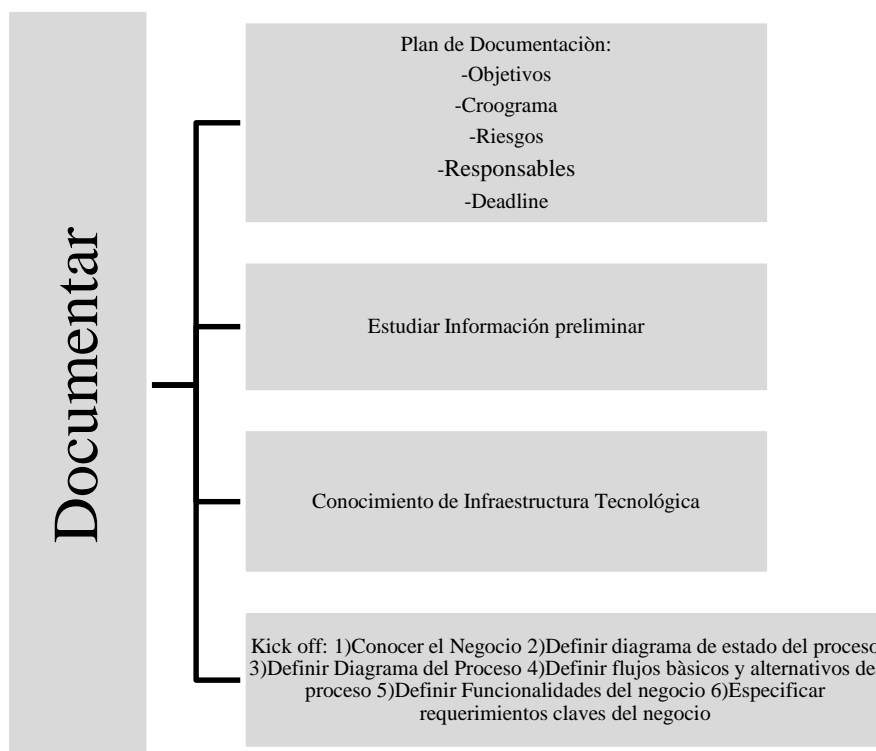 Documentar
Plan de Documentaciòn:
-Objetivos
-Croograma
-Riesgos
-Responsables
-Deadline
Estudiar Información preliminar
Conocimiento de Infraestructura Tecnológica
Kick off: 1)Conocer el Negocio 2)Definir diagrama de estado del proceso
3)Definir Diagrama del Proceso 4)Definir flujos bàsicos y alternativos de
proceso 5)Definir Funcionalidades del negocio 6)Especificar
requerimientos claves del negocio